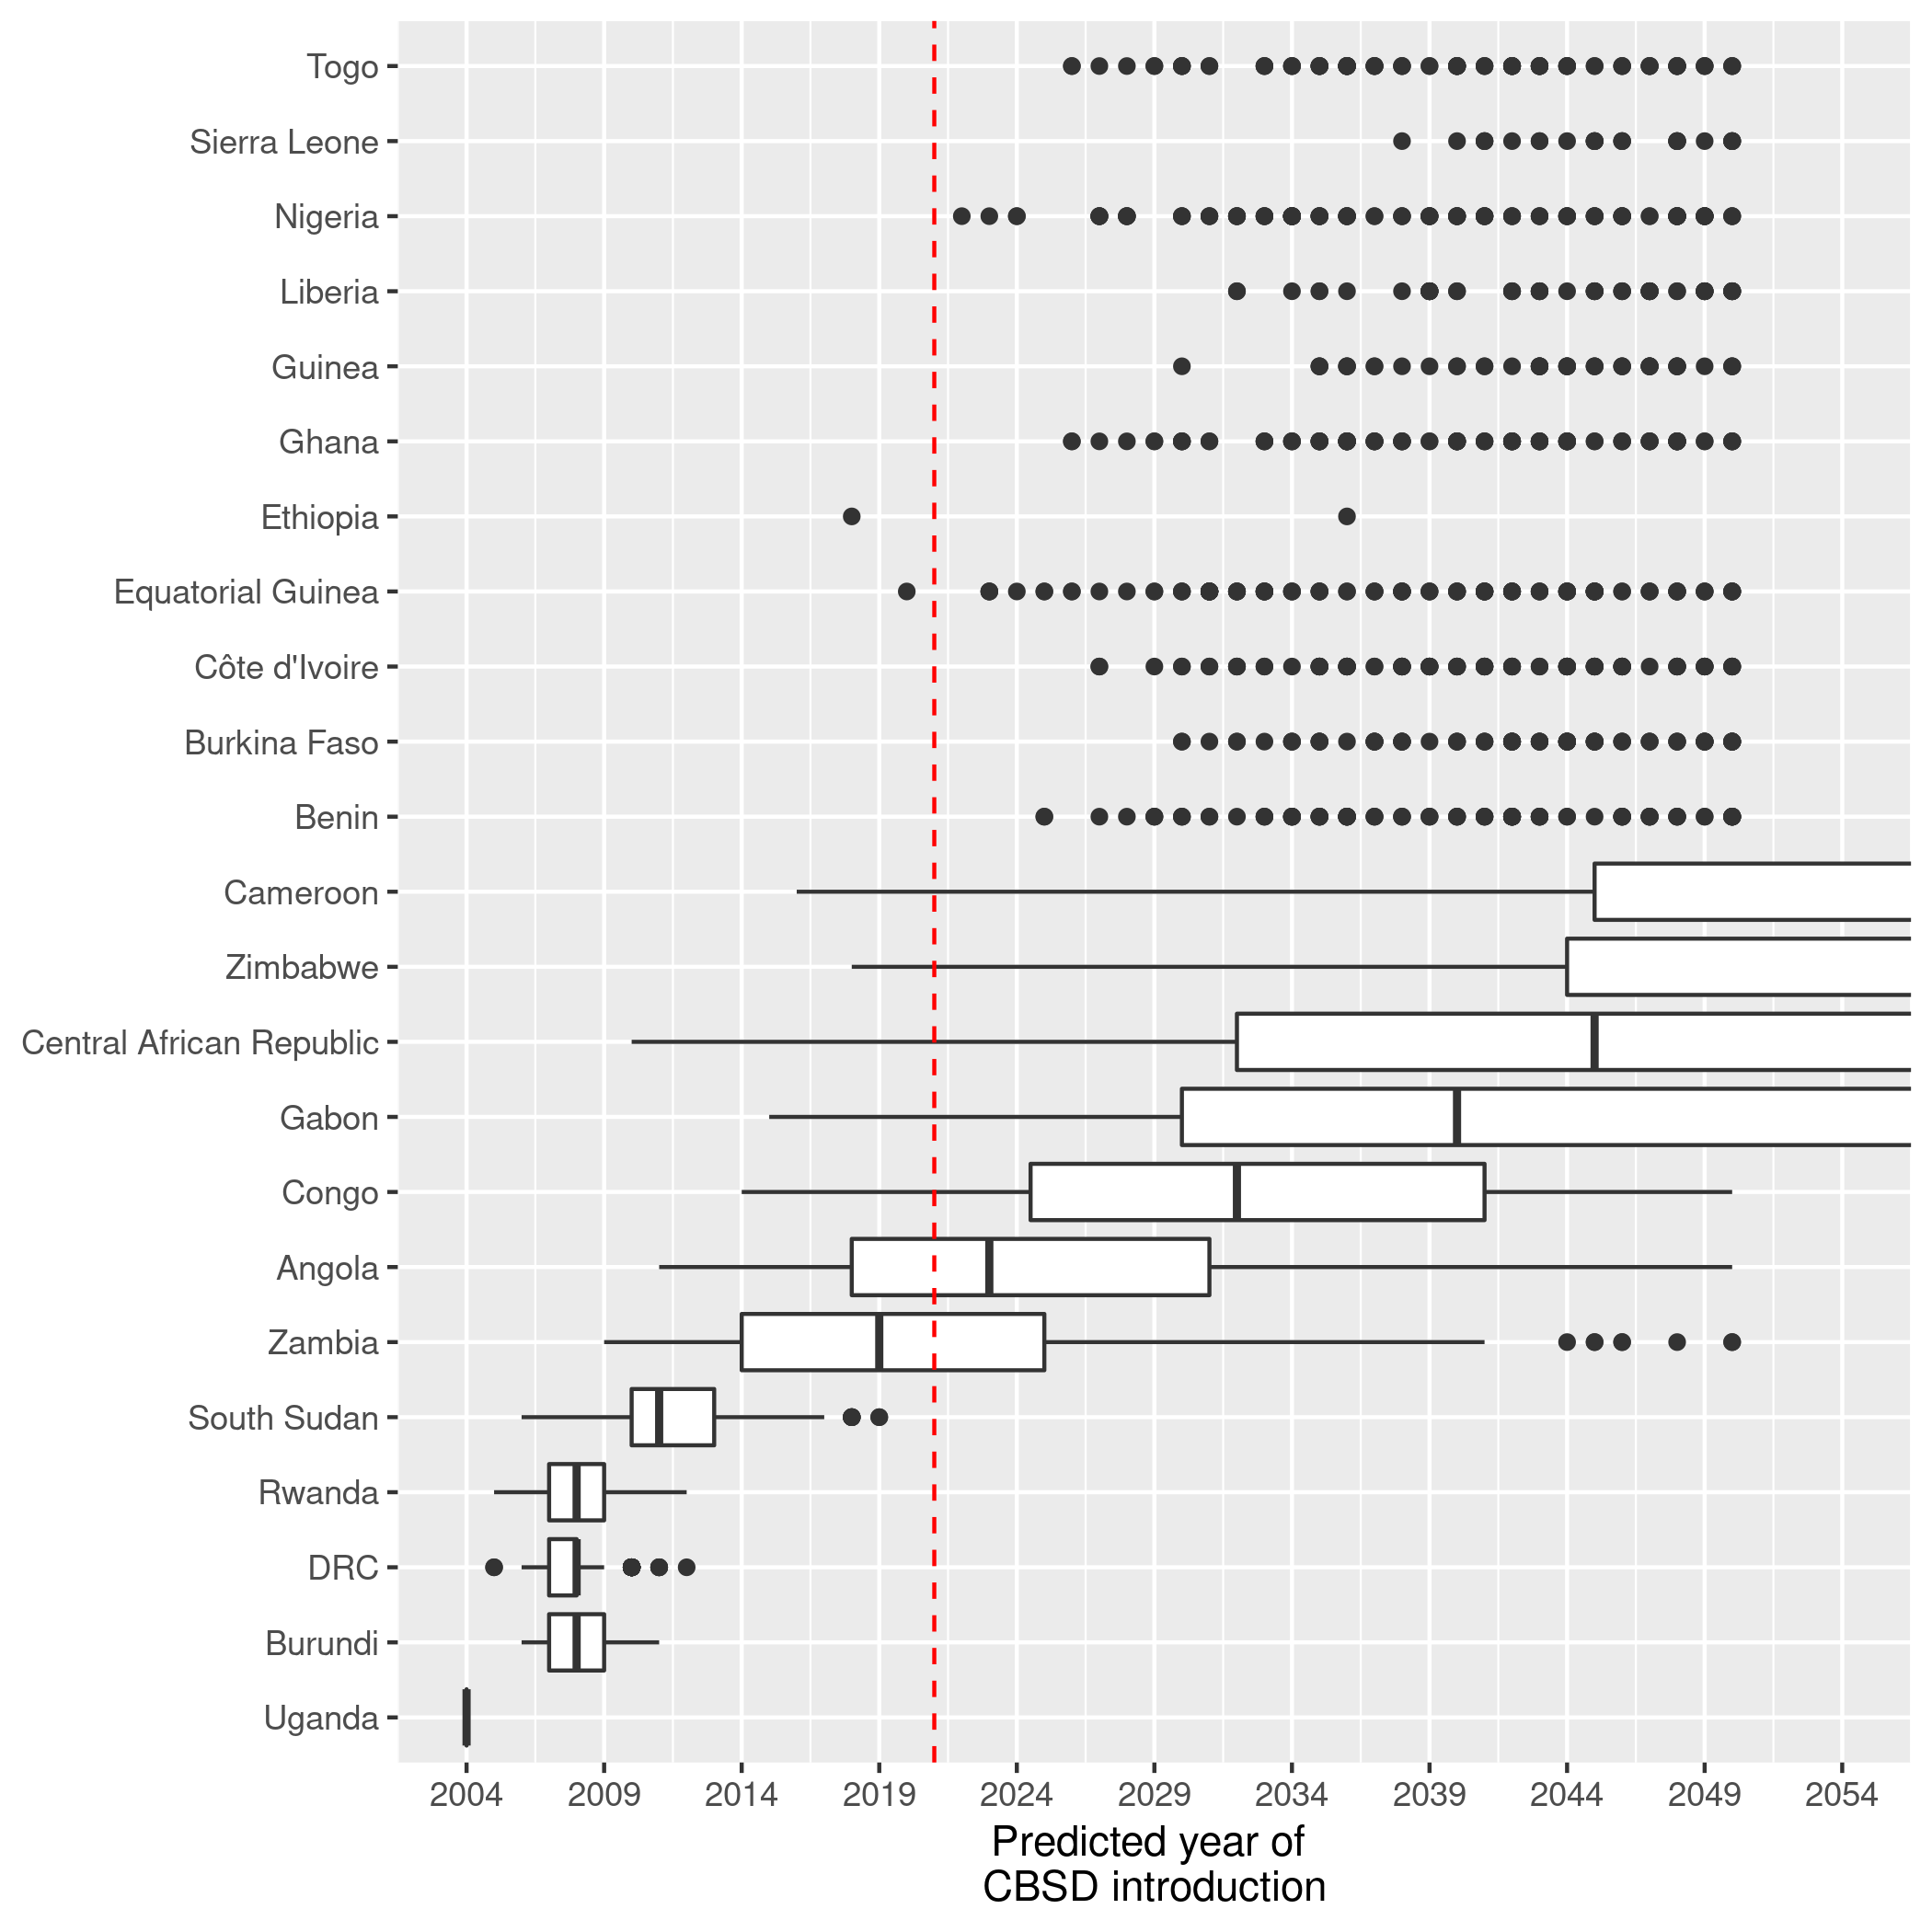 Togo
Sierra Leone
Nigeria
Liberia
Guinea
Ghana
Ethiopia
Equatorial Guinea
Côte d'Ivoire
Burkina Faso
Benin
Cameroon
Zimbabwe
Central African Republic
Gabon
Congo
Angola
Zambia
South Sudan
Rwanda
DRC
Burundi
Uganda
2004 2009 2014 2019 2024 2029 2034 2039 2044 2049 2054
Predicted year of
CBSD introduction